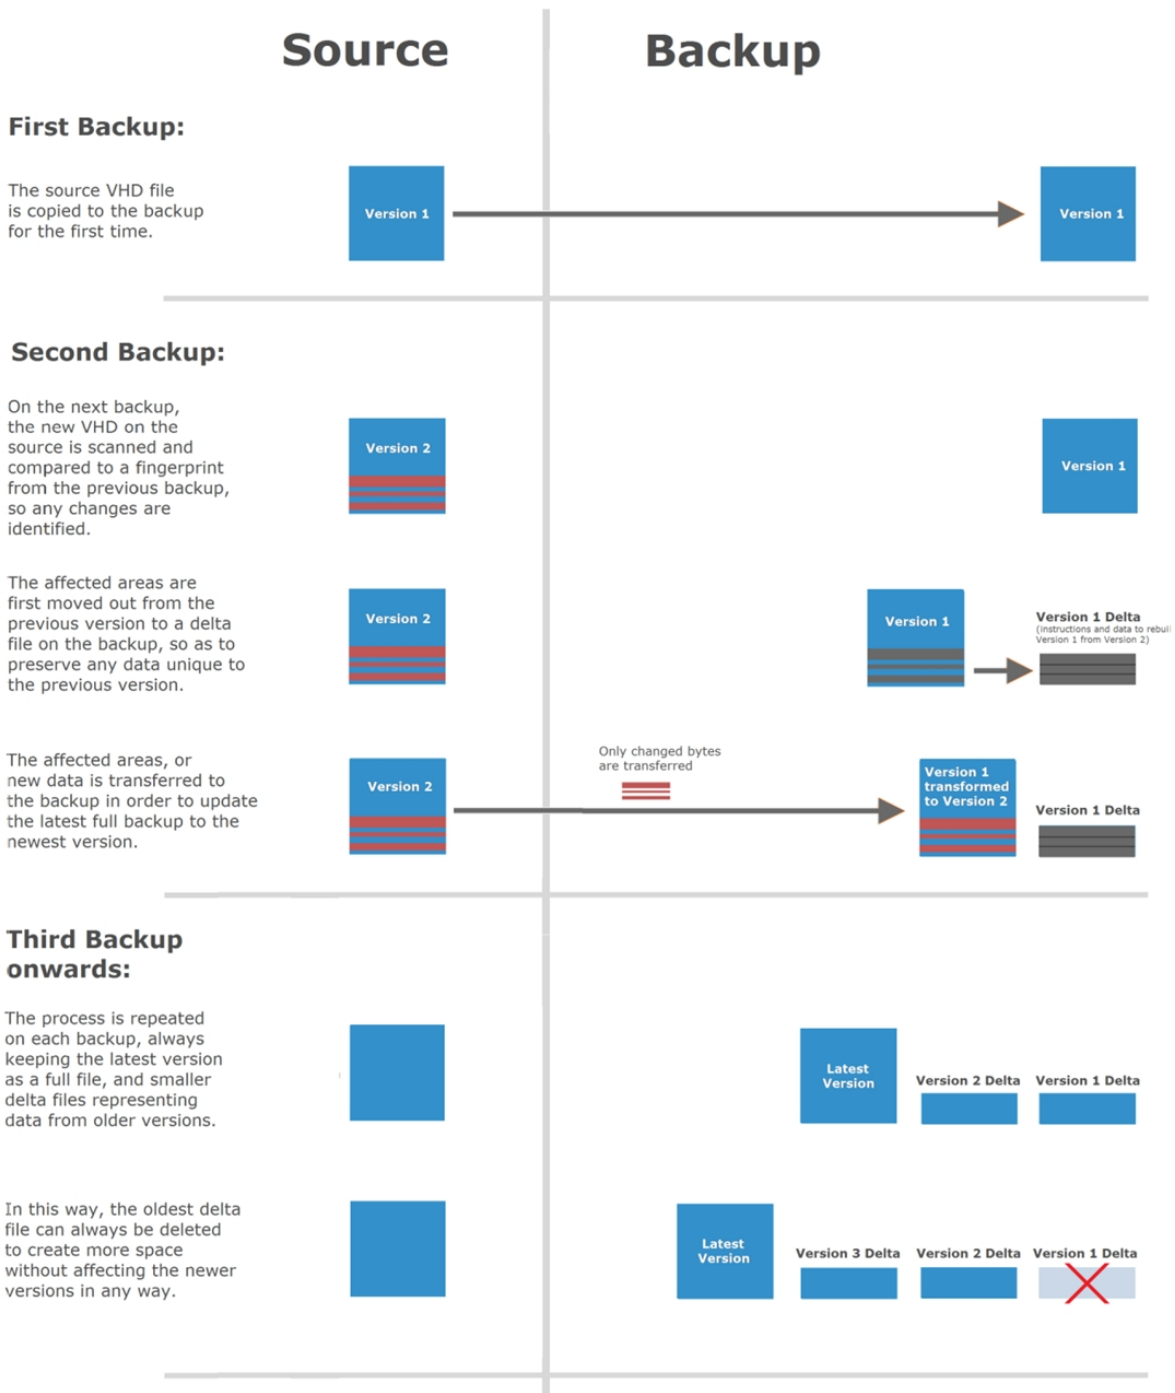 Source
Backup
First Backup:
The source VHD file
is copied to the backup
for the first time.
Version 1
Version 1
Second Backup:
On the next backup,
the new VHD on the
source is scanned and
compared to a fingerprint
from the previous backup,
so any changes are
identified.
Version 2
Version 1
The affected areas are
first moved out from the
previous version to a delta
file on the backup, so as to
preserve any data unique to
the previous version.
Version 2
Version 1
Version 1 Delta
(instructions and data to rebuil
Version 1 from Version 2)
The affected areas, or
new data is transferred to
the backup in order to update
the latest full backup to the
newest version.
Version 2
Only changed bytes
are transferred
Version 1
transformed
to Version 2
Version 1 Delta
Third Backup
onwards:
The process is repeated
on each backup, always
keeping the latest version
as a full file, and smaller
delta files representing
data from older versions.
Latest
Version
Version 2 Delta
Version 1 Delta
In this way, the oldest delta
file can always be deleted
to create more space
without affecting the newer
versions in any way.
Latest
Version
Version 3 Delta
Version 2 Delta
Version 1 Delta